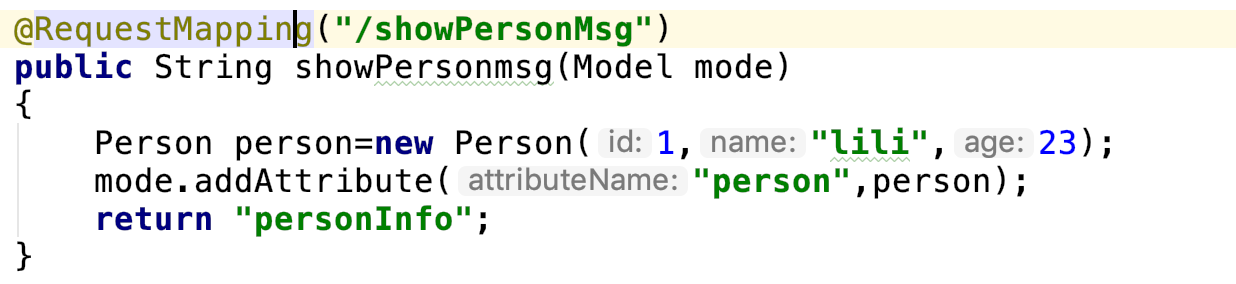 @RequestMapping("/showPersonMsg")
public String showPersonmsg(Model mode)
{
    Person person=new Person( id: 1, name: "lili", age: 23);
    mode.addAttribute( attributeName: "person",person);
    return "personInfo";
}